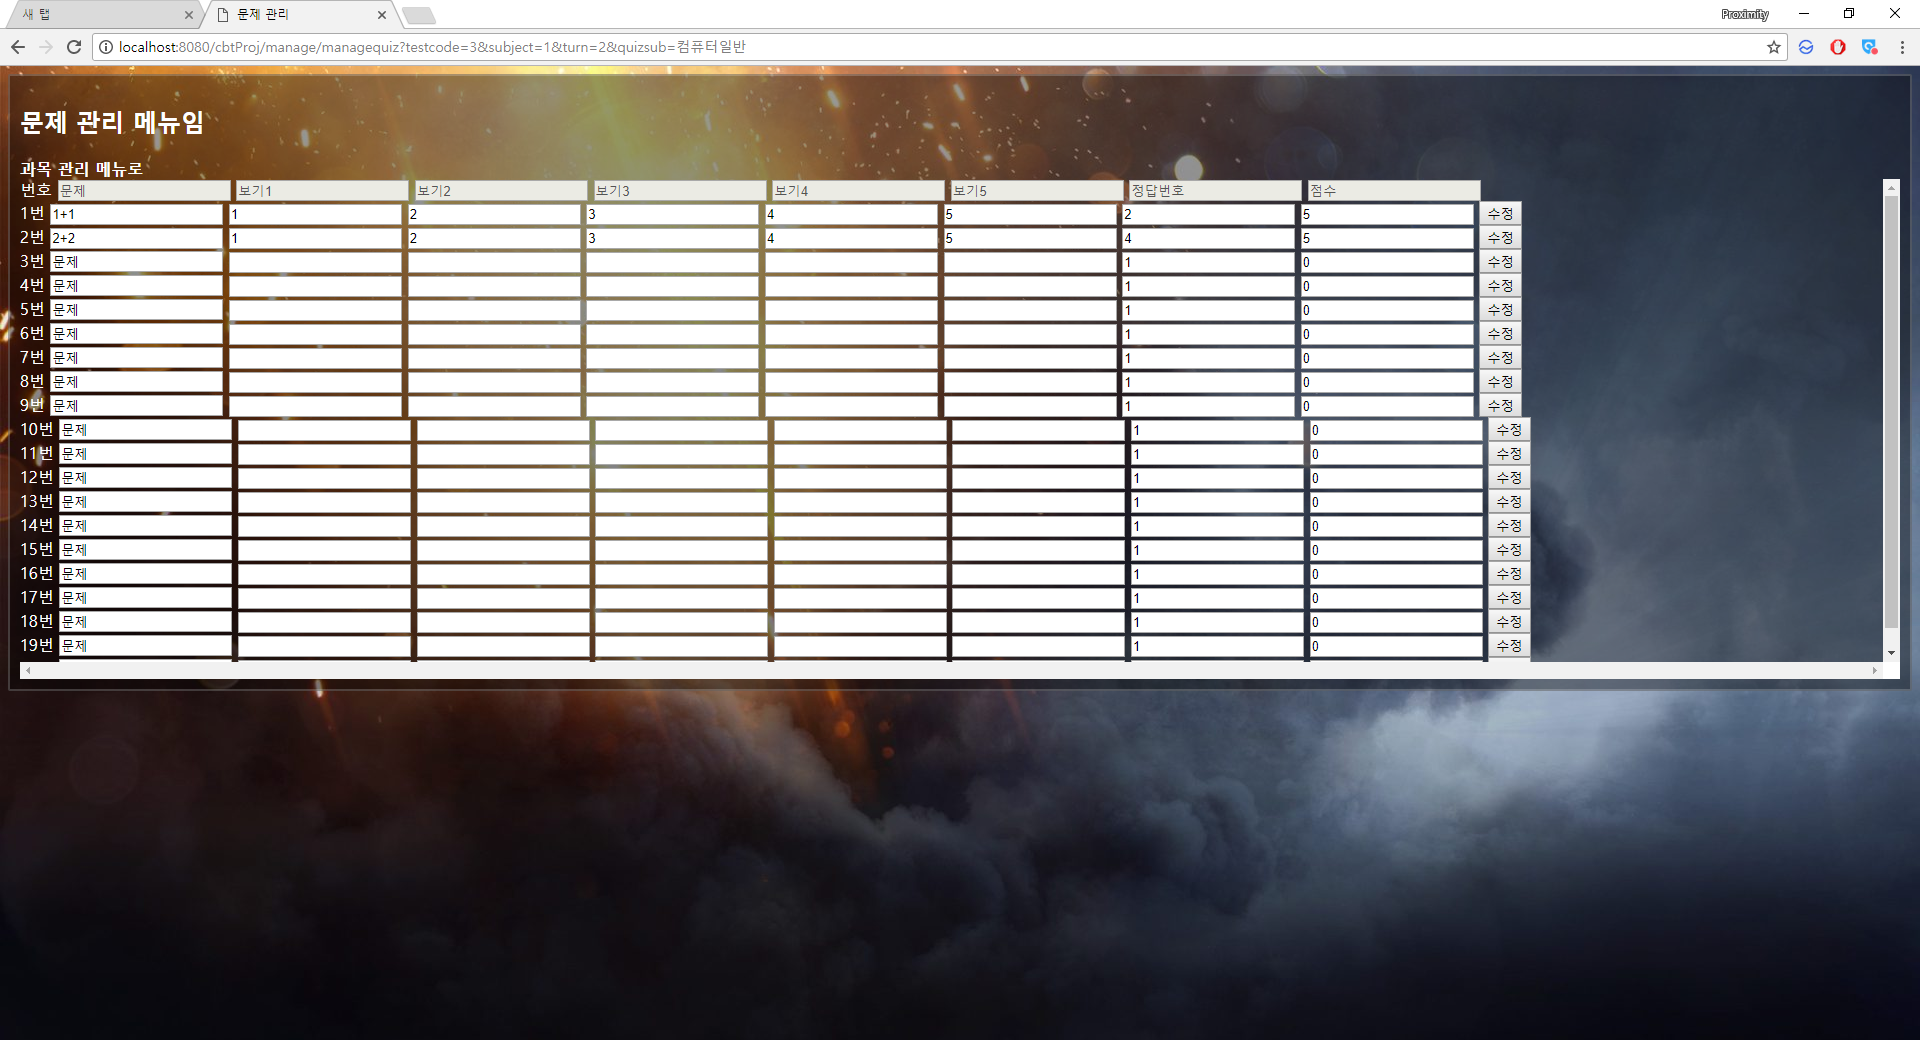 새 탭
문제 관리
Proximity
localhost:8080/cbtProj/manage/managequiz?testcode=3&subject=1&turn=2&quizsub=컴퓨터일반
문제 관리 메뉴임
과목 관리 메뉴로
번호 문제 보기1 보기2 보기3 보기4 보기5 정답번호 점수
1번 1+1 1 2 3 4 5 2 5 수정
2번 2+2 1 2 3 4 5 4 5 수정
3번 문제 1 0 수정
4번 문제 1 0 수정
5번 문제 1 0 수정
6번 문제 1 0 수정
7번 문제 1 0 수정
8번 문제 1 0 수정
9번 문제 1 0 수정
10번 문제 1 0 수정
11번 문제 1 0 수정
12번 문제 1 0 수정
13번 문제 1 0 수정
14번 문제 1 0 수정
15번 문제 1 0 수정
16번 문제 1 0 수정
17번 문제 1 0 수정
18번 문제 1 0 수정
19번 문제 1 0 수정